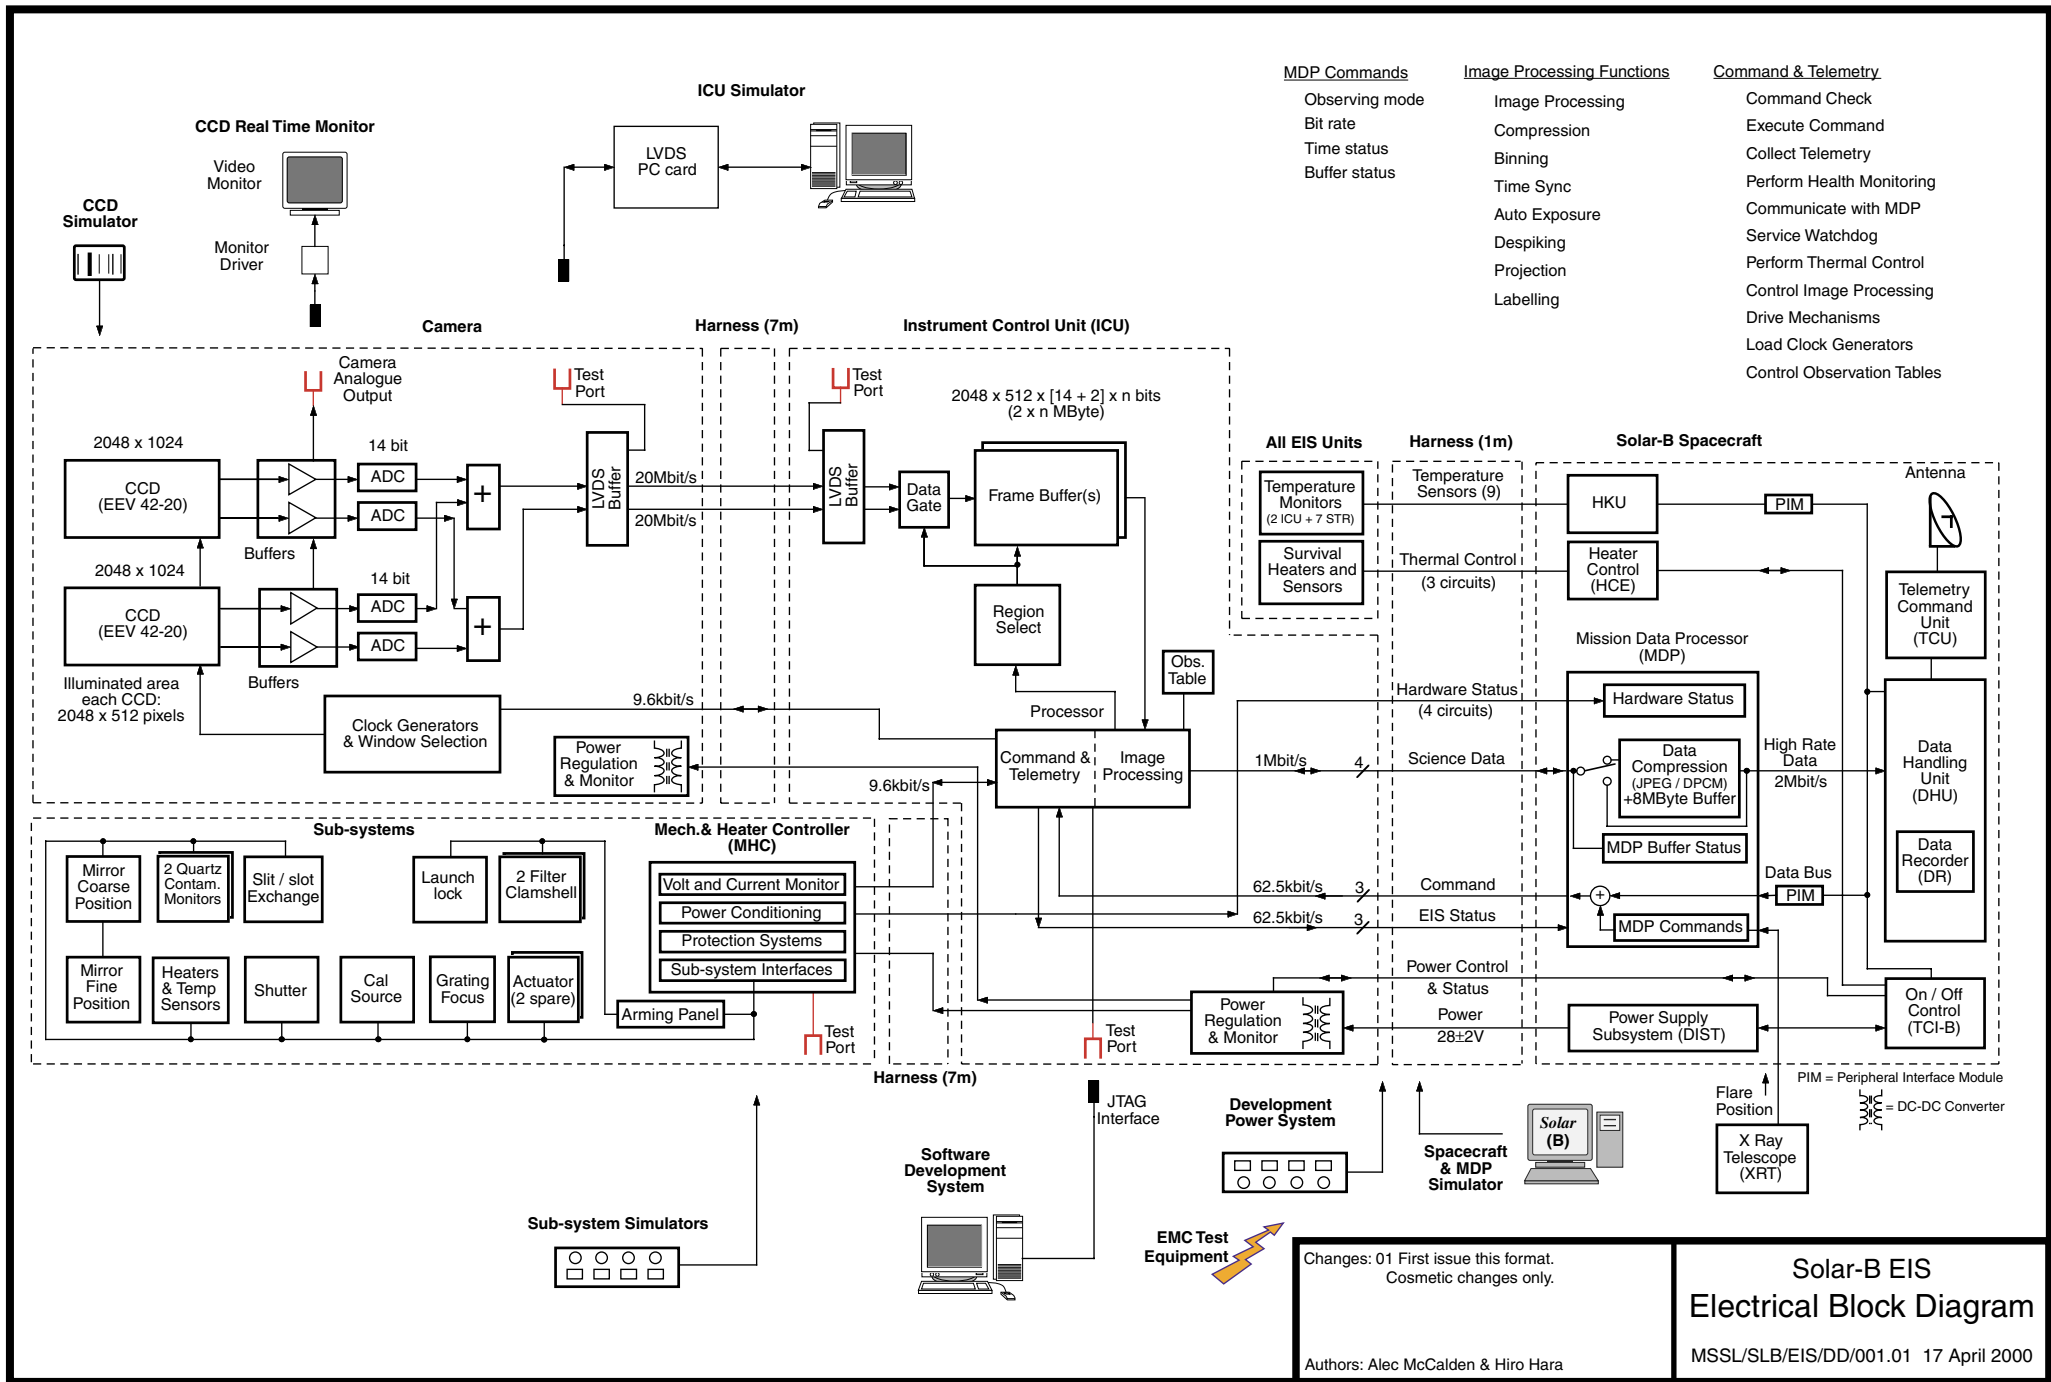 MDP Commands
Observing mode
Bit rate
Time status
Buffer status
Image Processing Functions
Image Processing
Compression
Binning
Time Sync
Auto Exposure
Despiking
Projection
Labelling
Command & Telemetry
Command Check
Execute Command
Collect Telemetry
Perform Health Monitoring
Communicate with MDP
Service Watchdog
Perform Thermal Control
Control Image Processing
Drive Mechanisms
Load Clock Generators
Control Observation Tables
ICU Simulator
LVDS
PC card
CCD Real Time Monitor
Video
Monitor
Monitor
Driver
CCD
Simulator
Camera
Harness (7m)
Instrument Control Unit (ICU)
Camera
Analogue
Output
Test
Port
Test
Port
2048 x 1024
CCD
(EEV 42-20)
14 bit
ADC
ADC
Buffers
+
2048 x 1024
CCD
(EEV 42-20)
14 bit
ADC
ADC
Buffers
+
Illuminated area
each CCD:
2048 x 512 pixels
LVDS
Buffer
20Mbit/s
20Mbit/s
LVDS
Buffer
Data
Gate
2048 x 512 x [14 + 2] x n bits
(2 x n MByte)
Frame Buffer(s)
Region
Select
Obs.
Table
Processor
Command &
Telemetry
Image
Processing
9.6kbit/s
Clock Generators
& Window Selection
Power
Regulation
& Monitor
9.6kbit/s
All EIS Units
Temperature
Monitors
(2 ICU + 7 STR)
Survival
Heaters and
Sensors
Harness (1m)
Temperature
Sensors (9)
Thermal Control
(3 circuits)
Hardware Status
(4 circuits)
1Mbit/s
4
Science Data
62.5kbit/s
3
Command
62.5kbit/s
3
EIS Status
Power Control
& Status
Power
28±2V
Solar-B Spacecraft
HKU
PIM
Heater
Control
(HCE)
Antenna
Telemetry
Command
Unit
(TCU)
Mission Data Processor
(MDP)
Hardware Status
Data
Compression
(JPEG / DPCM)
+8MByte Buffer
MDP Buffer Status
+
MDP Commands
High Rate
Data
2Mbit/s
Data
Handling
Unit
(DHU)
Data
Recorder
(DR)
Data Bus
PIM
On / Off
Control
(TCI-B)
Power Supply
Subsystem (DIST)
Sub-systems
Mech.& Heater Controller
(MHC)
Mirror
Coarse
Position
2 Quartz
Contam.
Monitors
Slit / slot
Exchange
Launch
lock
2 Filter
Clamshell
Volt and Current Monitor
Power Conditioning
Protection Systems
Sub-system Interfaces
Mirror
Fine
Position
Heaters
& Temp
Sensors
Shutter
Cal
Source
Grating
Focus
Actuator
(2 spare)
Arming Panel
Test
Port
Test
Port
Power
Regulation
& Monitor
Harness (7m)
JTAG
Interface
Software
Development
System
Sub-system Simulators
Development
Power System
Spacecraft
& MDP
Simulator
Solar
(B)
Flare
Position
X Ray
Telescope
(XRT)
PIM = Peripheral Interface Module
= DC-DC Converter
EMC Test
Equipment
Changes: 01 First issue this format.
Cosmetic changes only.
Authors: Alec McCalden & Hiro Hara
Solar-B EIS
Electrical Block Diagram
MSSL/SLB/EIS/DD/001.01 17 April 2000